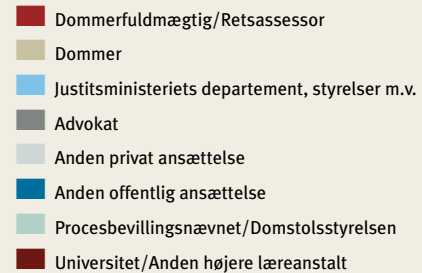 Dommerfuldmægtig/Retsassessor
Dommer
Justitsministeriets departement, styrelser m.v.
Advokat
Anden privat ansættelse
Anden offentlig ansættelse
Procesbevillingsnævnet/Domstolsstyrelsen
Universitet/Anden højere læreanstalt